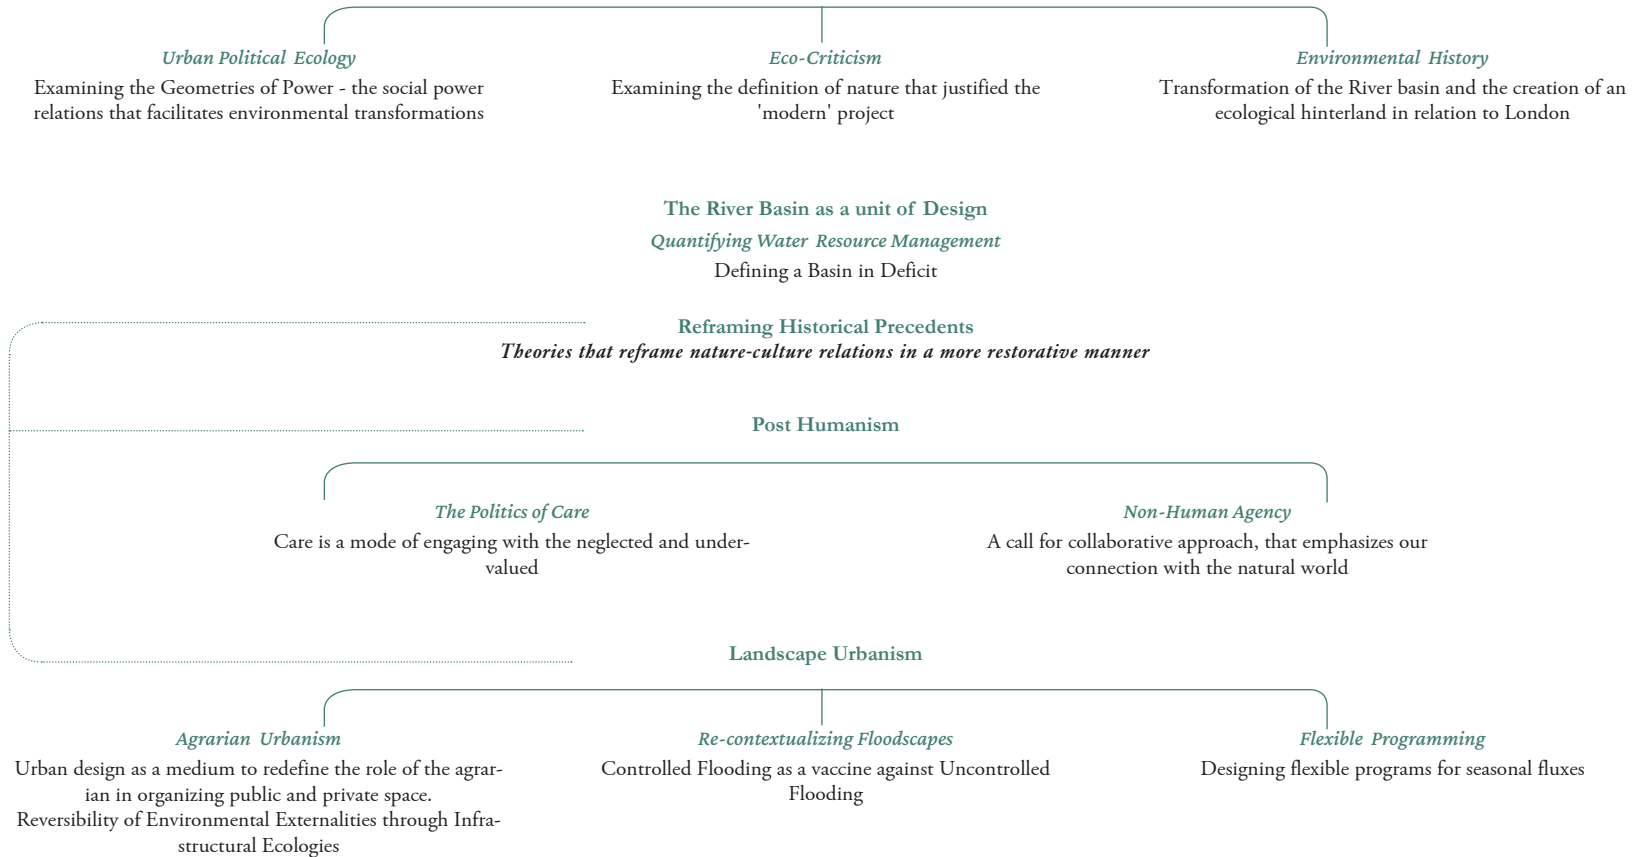 Urban Political Ecology
Examining the Geometries of Power - the social power
relations that facilitates environmental transformations
Eco-Criticism
Examining the definition of nature that justified the
'modern' project
Environmental History
Transformation of the River basin and the creation of an
ecological hinterland in relation to London
The River Basin as a unit of Design
Quantifying Water Resource Management
Defining a Basin in Deficit
Reframing Historical Precedents
Theories that reframe nature-culture relations in a more restorative manner
Post Humanism
The Politics of Care
Care is a mode of engaging with the neglected and under-
valued
Non-Human Agency
A call for collaborative approach, that emphasizes our
connection with the natural world
Landscape Urbanism
Agrarian Urbanism
Urban design as a medium to redefine the role of the agrar-
ian in organizing public and private space.
Reversibility of Environmental Externalities through Infra-
structural Ecologies
Re-contextualizing Floodscapes
Controlled Flooding as a vaccine against Uncontrolled
Flooding
Flexible Programming
Designing flexible programs for seasonal fluxes